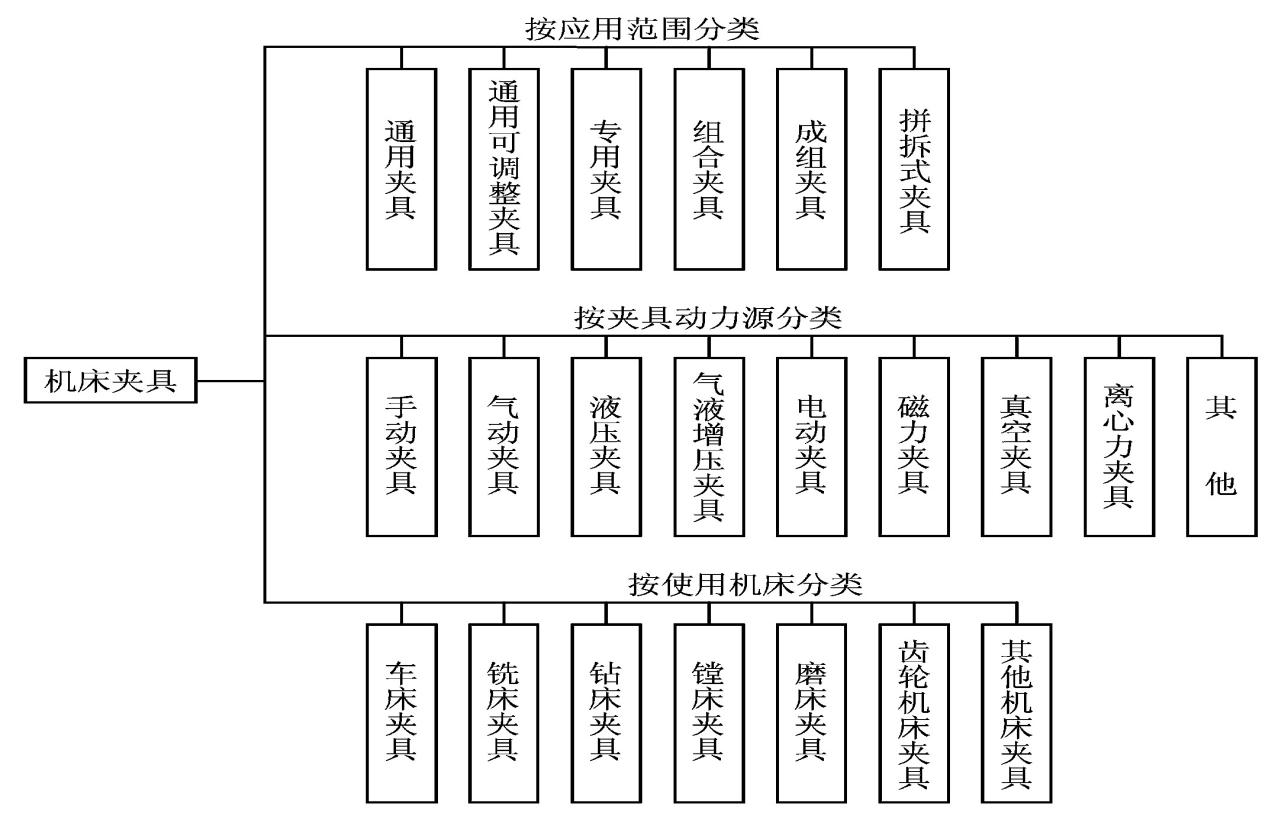 按应用范围分类
通用夹具
通用可调整夹具
专用夹具
组合夹具
成组夹具
拼拆式夹具
机床夹具
按夹具动力源分类
手动夹具
气动夹具
液压夹具
气液增压夹具
电动夹具
磁力夹具
真空夹具
离心力夹具
其他
按使用机床分类
车床夹具
铣床夹具
钻床夹具
镗床夹具
磨床夹具
齿轮机床夹具
其他机床夹具